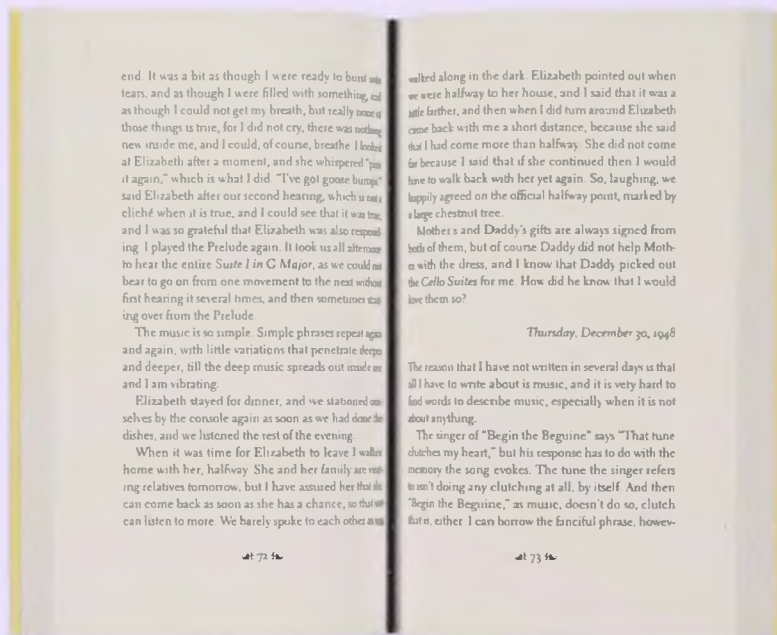 end. It was a bit as though I were ready to burst into
tears, and as though I were filled with something, and
as though I could not get my breath, but really none of
those things is true, for I did not cry, there was nothing
new inside me, and I could, of course, breathe. I looked
at Elizabeth after a moment, and she whispered "put
it again," which is what I did. "I've got goose bumps"
said Elizabeth after our second hearing, which is not a
cliché when it is true, and I could see that it was true,
and I was so grateful that Elizabeth was also respond-
ing. I played the Prelude again. It took us all afternoon
to hear the entire Suite I in G Major, as we could not
bear to go on from one movement to the next without
first hearing it several times, and then sometimes start-
ing over from the Prelude.
The music is so simple. Simple phrases repeat again
and again, with little variations that penetrate deeper
and deeper, till the deep music spreads out inside me
and I am vibrating.
Elizabeth stayed for dinner, and we stationed our-
selves by the console again as soon as we had done the
dishes, and we listened the rest of the evening.
When it was time for Elizabeth to leave I walked
home with her, halfway. She and her family are visit-
ing relatives tomorrow, but I have assured her that she
can come back as soon as she has a chance, so that we
can listen to more. We barely spoke to each other as we
72
walked along in the dark. Elizabeth pointed out when
we were halfway to her house, and I said that it was a
little farther, and then when I did turn around Elizabeth
came back with me a short distance, because she said
that I had come more than halfway. She did not come
far because I said that if she continued then I would
have to walk back with her yet again. So, laughing, we
happily agreed on the official halfway point, marked by
a large chestnut tree.
Mother's and Daddy's gifts are always signed from
both of them, but of course Daddy did not help Moth-
er with the dress, and I know that Daddy picked out
the Cello Suites for me. How did he know that I would
love them so?
Thursday, December 30, 1948
The reason that I have not written in several days is that
all I have to write about is music, and it is very hard to
find words to describe music, especially when it is not
about anything.
The singer of "Begin the Beguine" says "That tune
clutches my heart," but his response has to do with the
memory the song evokes. The tune the singer refers
to isn't doing any clutching at all, by itself. And then
"Begin the Beguine," as music, doesn't do so, clutch
that is, either. I can borrow the fanciful phrase, howev-
73